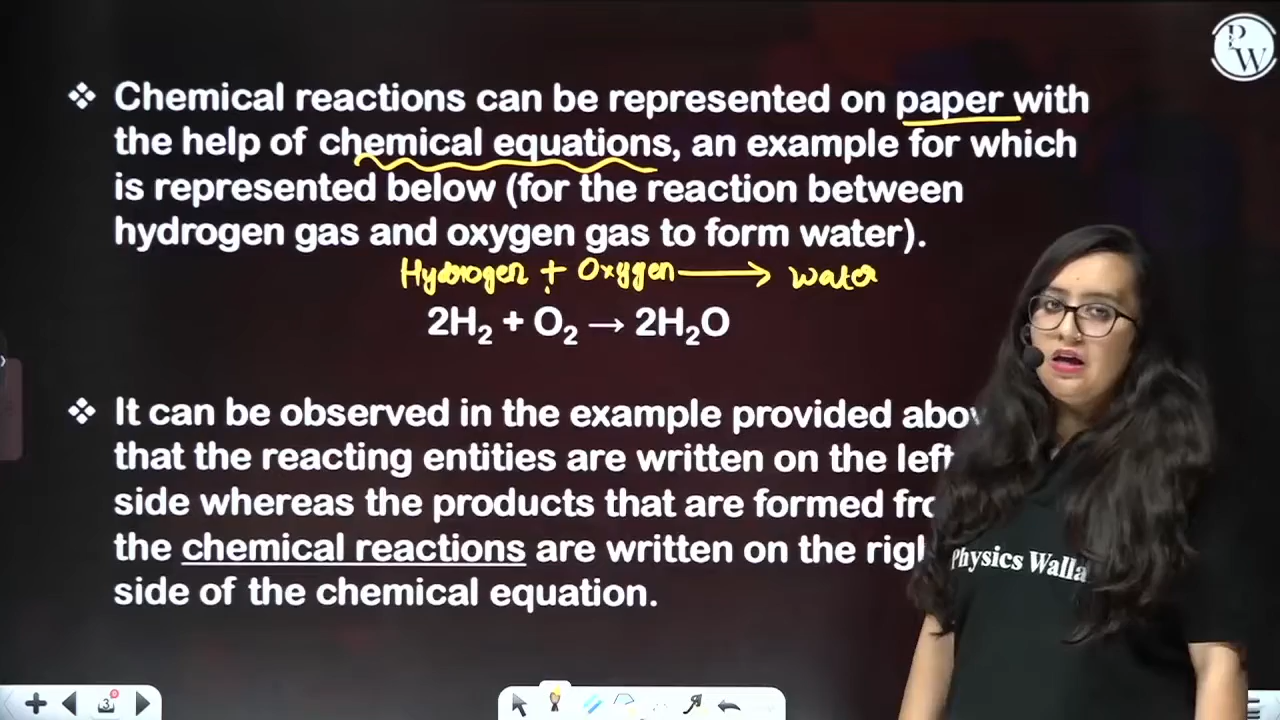 PW
❖ Chemical reactions can be represented on paper with
the help of chemical equations, an example for which
is represented below (for the reaction between
hydrogen gas and oxygen gas to form water).
Hydrogen + Oxygen ⟶ water
2H₂ + O₂ → 2H₂O
❖ It can be observed in the example provided abov
that the reacting entities are written on the left
side whereas the products that are formed fro
the chemical reactions are written on the righ
side of the chemical equation.
Physics Walla
3